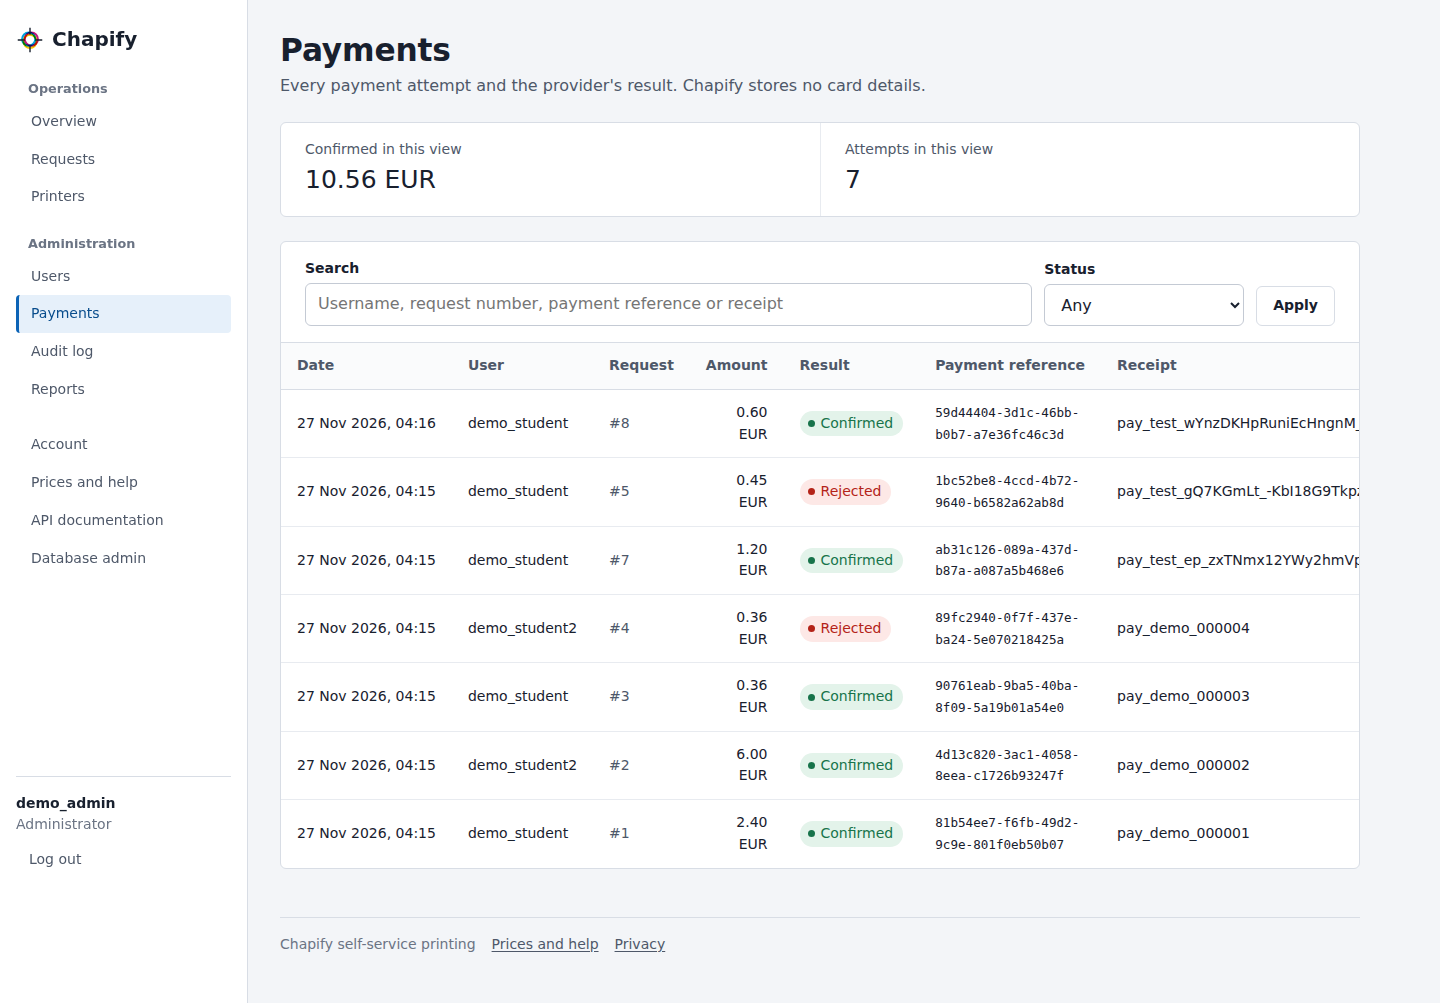 Chapify
Operations
Overview
Requests
Printers
Administration
Users
Payments
Audit log
Reports
Account
Prices and help
API documentation
Database admin
demo_admin
Administrator
Log out
Payments
Every payment attempt and the provider's result. Chapify stores no card details.
Confirmed in this view
10.56 EUR
Attempts in this view
7
Search
Username, request number, payment reference or receipt
Status
Any
Apply
Date User Request Amount Result Payment reference Receipt
27 Nov 2026, 04:16 demo_student #8 0.60 EUR Confirmed 59d44404-3d1c-46bb-b0b7-a7e36fc46c3d pay_test_wYnzDKHpRuniEcHngnM_
27 Nov 2026, 04:15 demo_student #5 0.45 EUR Rejected 1bc52be8-4ccd-4b72-9640-b6582a62ab8d pay_test_gQ7KGmLt_-KbI18G9Tkpz
27 Nov 2026, 04:15 demo_student #7 1.20 EUR Confirmed ab31c126-089a-437d-b87a-a087a5b468e6 pay_test_ep_zxTNmx12YWy2hmVp
27 Nov 2026, 04:15 demo_student2 #4 0.36 EUR Rejected 89fc2940-0f7f-437e-ba24-5e070218425a pay_demo_000004
27 Nov 2026, 04:15 demo_student #3 0.36 EUR Confirmed 90761eab-9ba5-40ba-8f09-5a19b01a54e0 pay_demo_000003
27 Nov 2026, 04:15 demo_student2 #2 6.00 EUR Confirmed 4d13c820-3ac1-4058-8eea-c1726b93247f pay_demo_000002
27 Nov 2026, 04:15 demo_student #1 2.40 EUR Confirmed 81b54ee7-f6fb-49d2-9c9e-801f0eb50b07 pay_demo_000001
Chapify self-service printing Prices and help Privacy